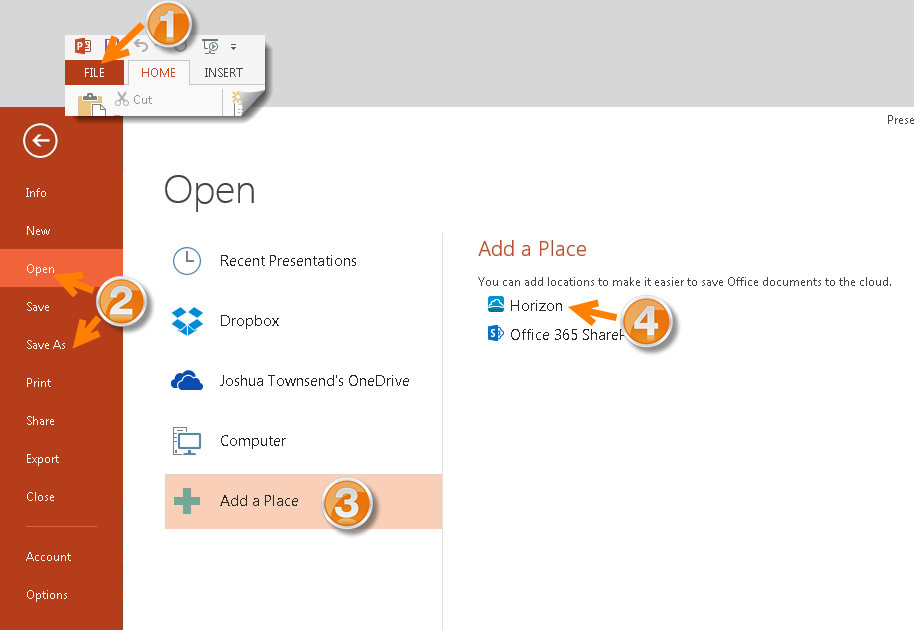 1
FILE HOME INSERT
Cut
Prese
Info
New
Open
Save
Save As
Print
Share
Export
Close
Account
Options
2
Open
Recent Presentations
Dropbox
Joshua Townsend's OneDrive
Computer
Add a Place
3
Add a Place
You can add locations to make it easier to save Office documents to the cloud.
Horizon
Office 365 Share
4